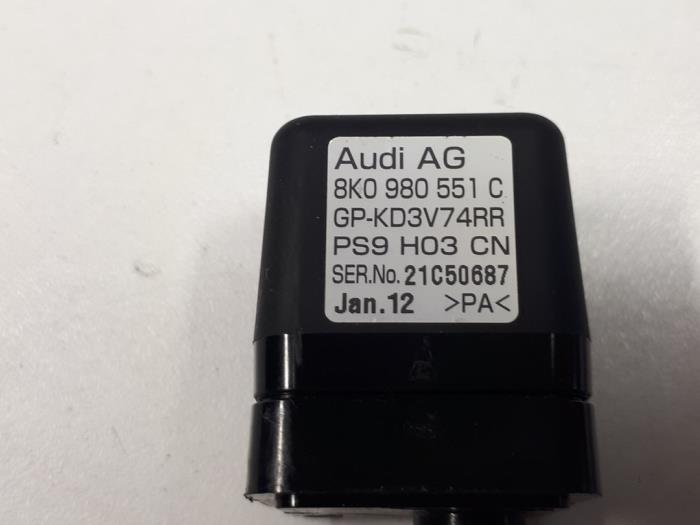 Audi AG
8K0 980 551 C
GP-KD3V74RR
PS9 H03 CN
SER.No. 21C50687
Jan.12 >PA<